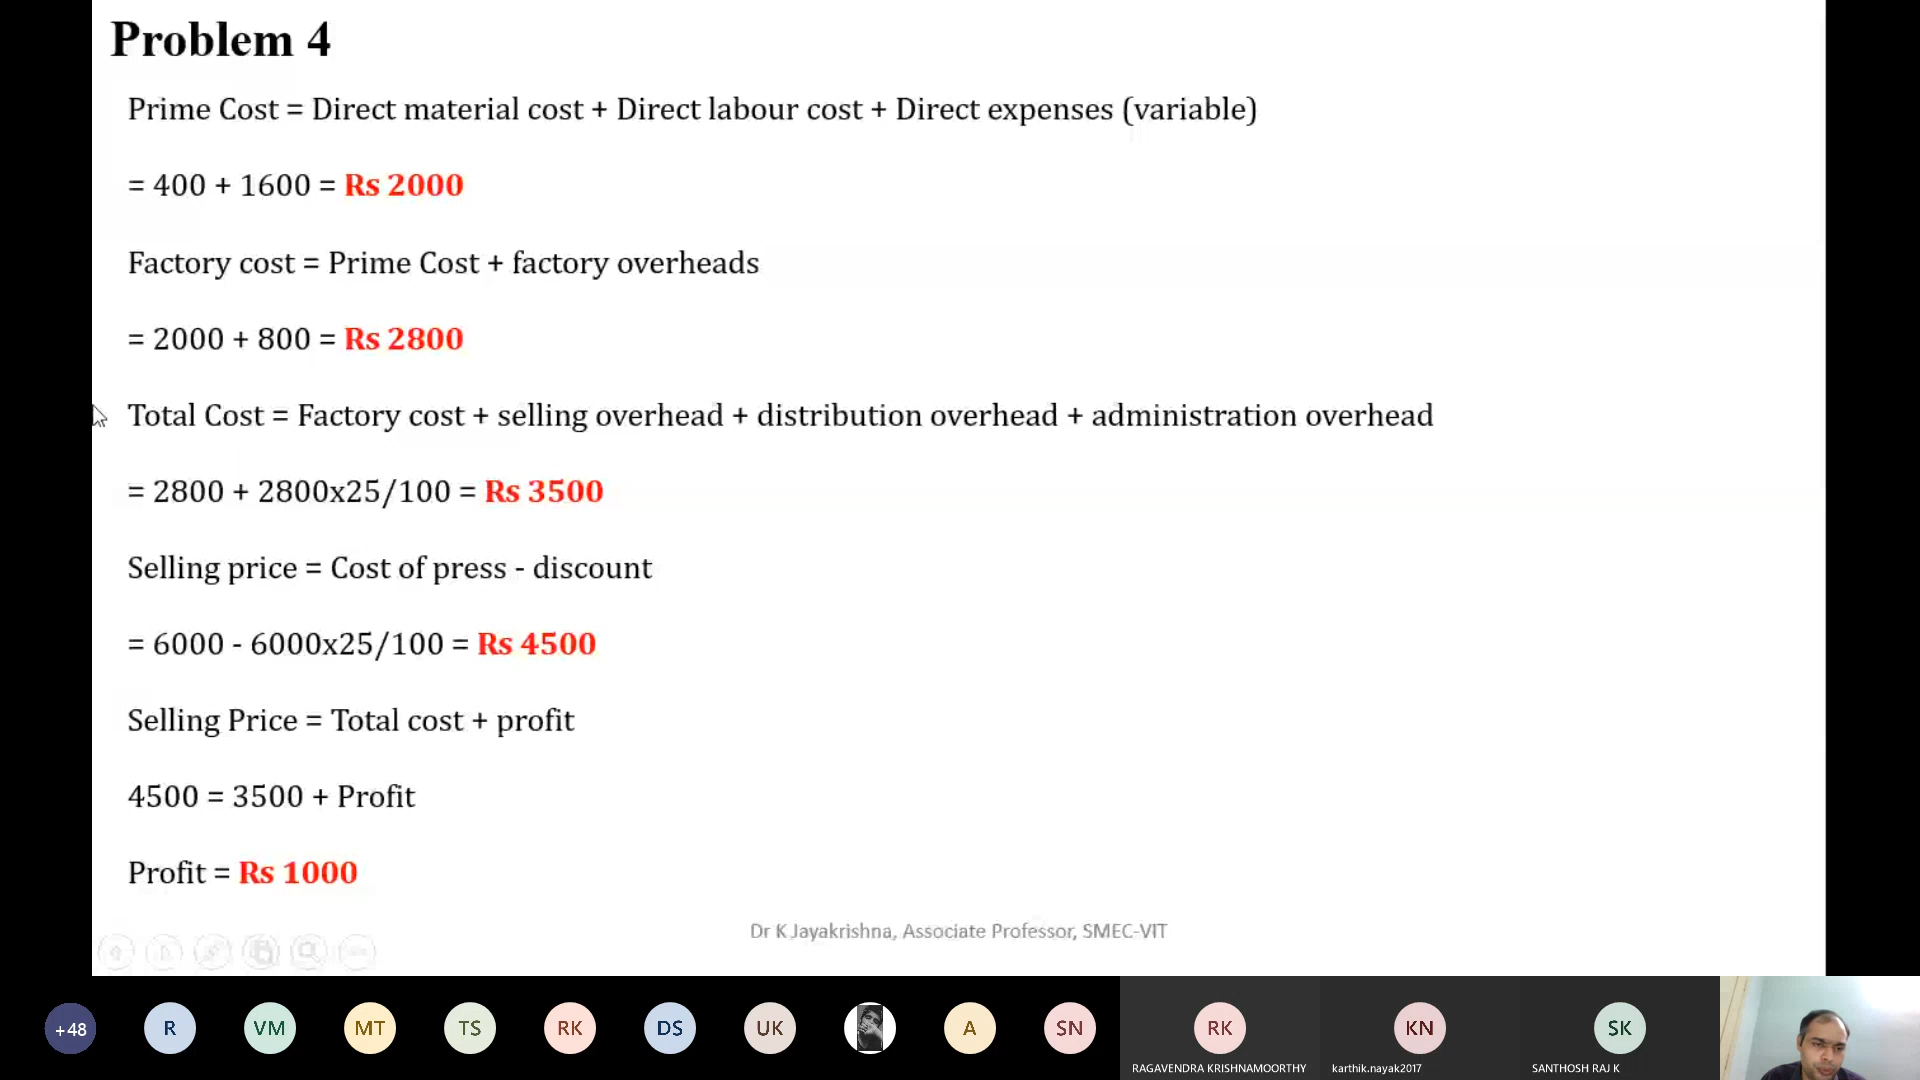 Problem 4
Prime Cost = Direct material cost + Direct labour cost + Direct expenses (variable)
= 400 + 1600 = Rs 2000
Factory cost = Prime Cost + factory overheads
= 2000 + 800 = Rs 2800
Total Cost = Factory cost + selling overhead + distribution overhead + administration overhead
= 2800 + 2800x25/100 = Rs 3500
Selling price = Cost of press - discount
= 6000 - 6000x25/100 = Rs 4500
Selling Price = Total cost + profit
4500 = 3500 + Profit
Profit = Rs 1000
Dr K Jayakrishna, Associate Professor, SMEC-VIT
+48 R VM MT TS RK DS UK A SN RK KN SK
RAGAVENDRA KRISHNAMOORTHY karthik.nayak2017 SANTHOSH RAJ K